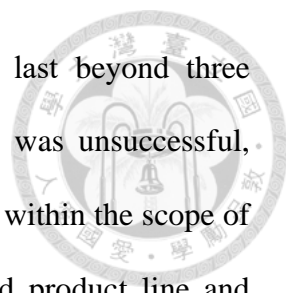 last beyond three
was unsuccessful,
within the scope of
product line and